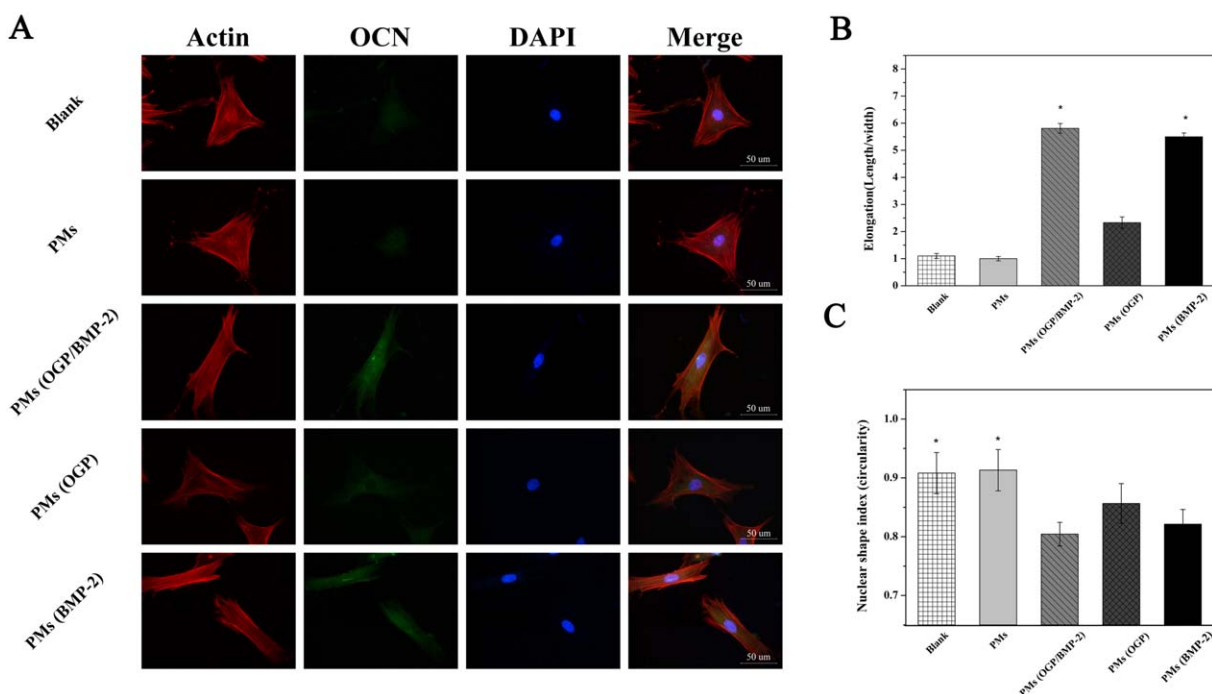 A
Actin OCN DAPI Merge
Blank
50 um
PMs
50 um
PMs (OGP/BMP-2)
50 um
PMs (OGP)
50 um
PMs (BMP-2)
50 um
B
Elongation(Length/width)
8
7
6
5
4
3
2
1
0
* *
Blank PMs PMs (OGP/BMP-2) PMs (OGP) PMs (BMP-2)
C
Nuclear shape index (circularity)
1.0
0.9
0.8
0.7
* *
Blank PMs PMs (OGP/BMP-2) PMs (OGP) PMs (BMP-2)